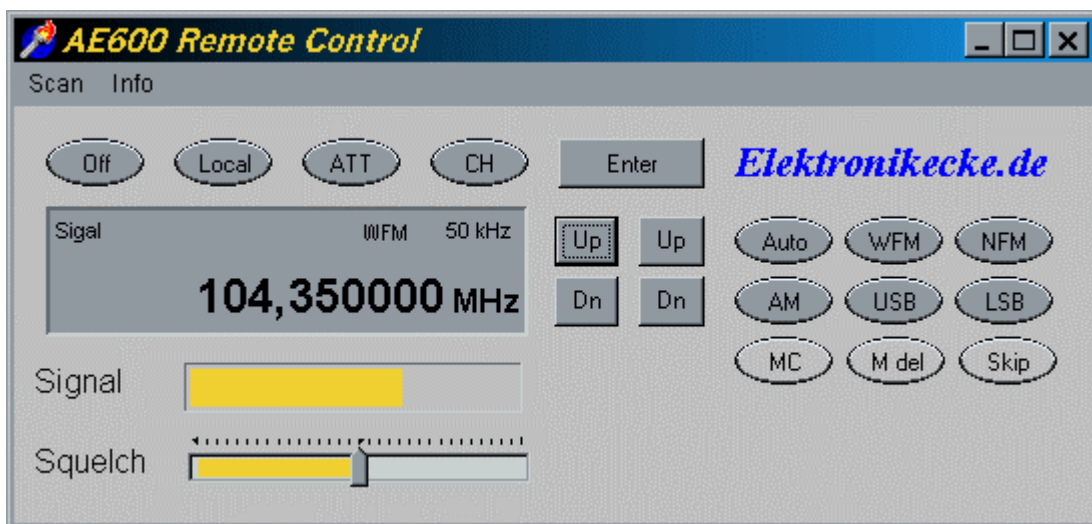 AE600 Remote Control
Scan Info
Off Local ATT CH Enter Elektronikecke.de
Sigal WFM 50 kHz
104,350000 MHz
Up Up
Dn Dn
Auto WFM NFM
AM USB LSB
MC M del Skip
Signal
Squelch